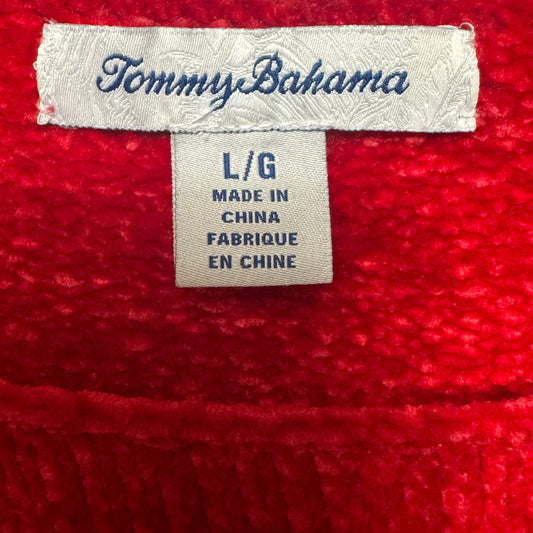 Tommy Bahama
L/G
MADE IN
CHINA
FABRIQUE
EN CHINE